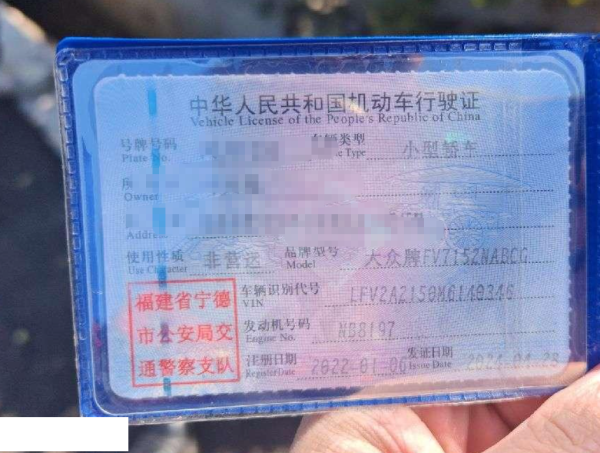 中华人民共和国机动车行驶证
Vehicle License of the People's Republic of China
号牌号码 车辆类型 小型轿车
Plate No. Type
Owner
Address
使用性质 非营运 品牌型号 大众牌FV7152NABCG
Use Character Model
福建省宁德 车辆识别代号 LFV2A2150M6140346
VIN
市公安局交 发动机号码 ND8197
Engine No.
通警察支队 注册日期 2022-01-06 发证日期
Register Date Issue Date